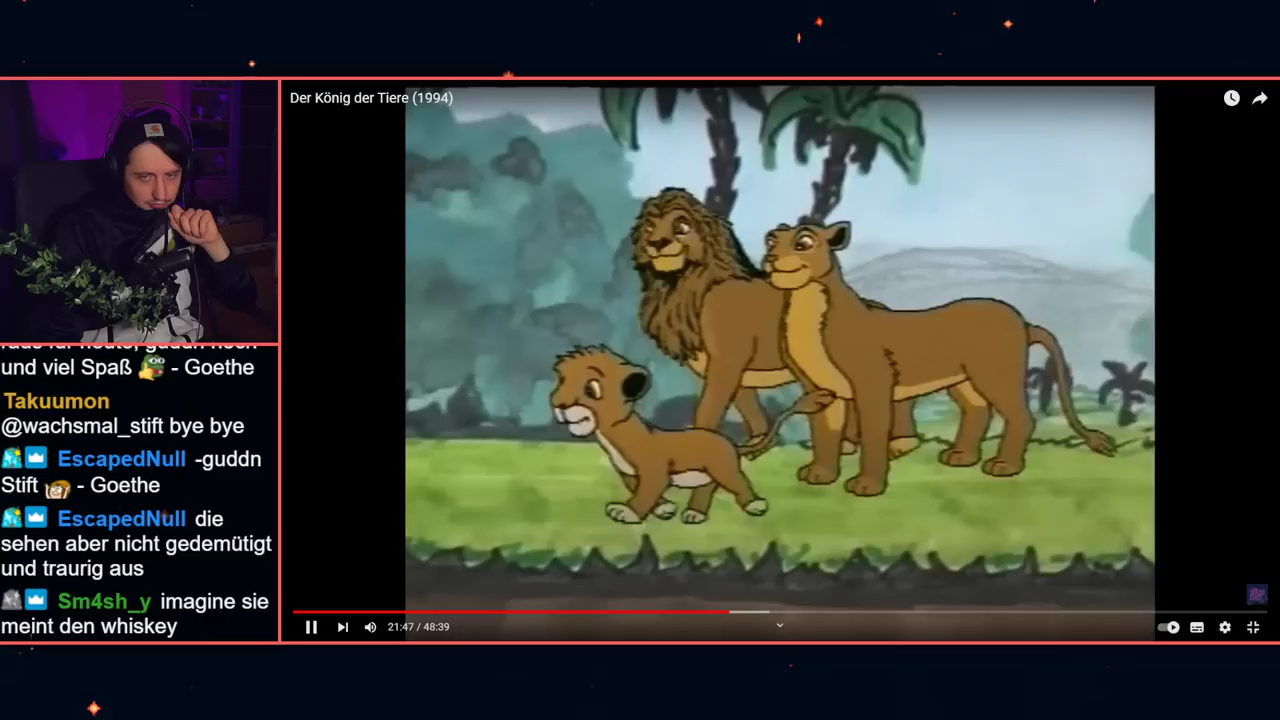 Der König der Tiere (1994)
und viel Spaß - Goethe
Takuumon
@wachsmal_stift bye bye
EscapedNull -guddn
Stift - Goethe
EscapedNull die
sehen aber nicht gedemütigt
und traurig aus
Sm4sh_y imagine sie
meint den whiskey
21:47 / 48:39